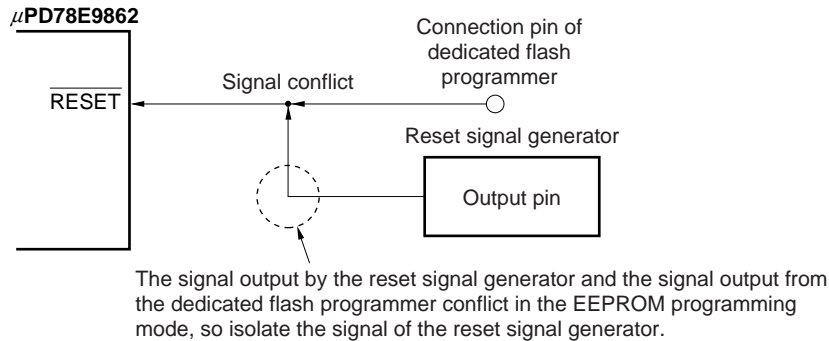 μPD78E9862
Connection pin of
dedicated flash
programmer
Signal conflict
RESET
Reset signal generator
Output pin
The signal output by the reset signal generator and the signal output from
the dedicated flash programmer conflict in the EEPROM programming
mode, so isolate the signal of the reset signal generator.